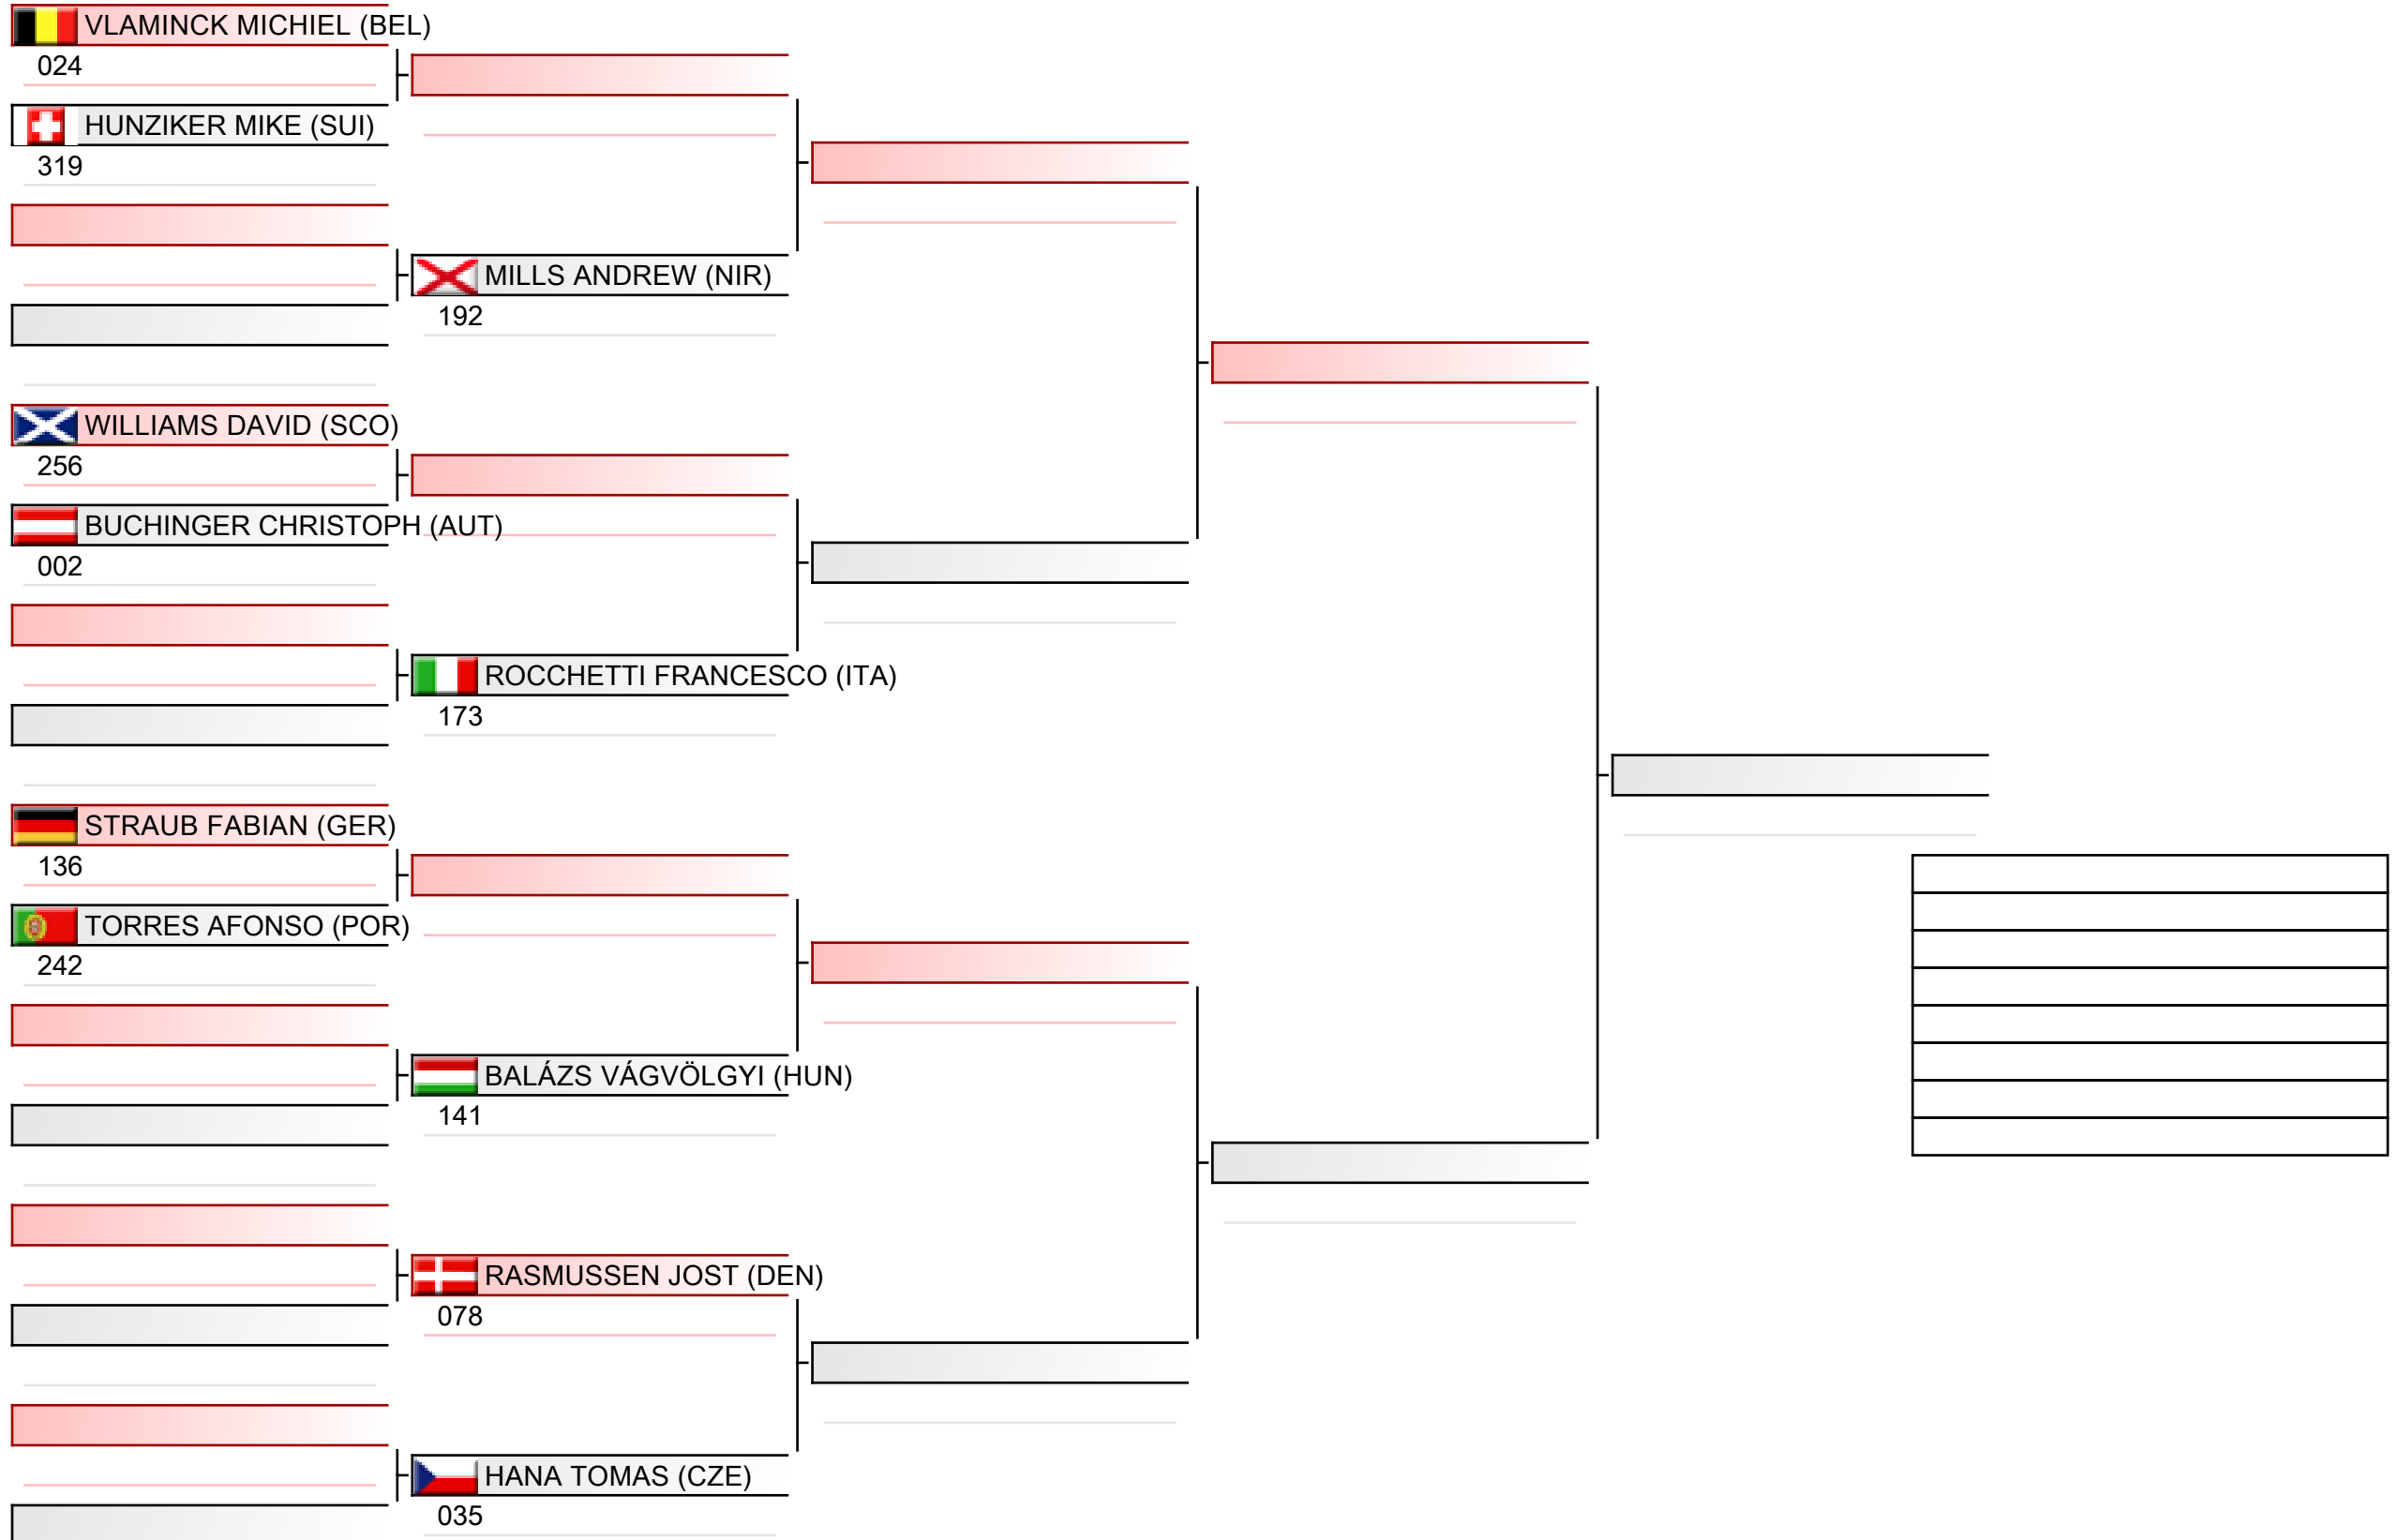 VLAMINCK MICHIEL (BEL)
024
HUNZIKER MIKE (SUI)
319
MILLS ANDREW (NIR)
192
WILLIAMS DAVID (SCO)
256
BUCHINGER CHRISTOPH (AUT)
002
ROCCHETTI FRANCESCO (ITA)
173
STRAUB FABIAN (GER)
136
TORRES AFONSO (POR)
242
BALÁZS VÁGVÖLGYI (HUN)
141
RASMUSSEN JOST (DEN)
078
HANA TOMAS (CZE)
035